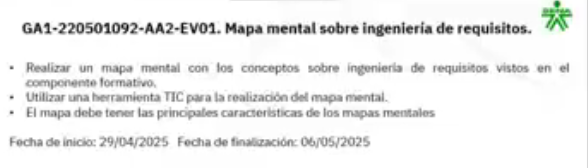 SENA
GA1-220501092-AA2-EV01. Mapa mental sobre ingeniería de requisitos.
• Realizar un mapa mental con los conceptos sobre ingeniería de requisitos vistos en el
componente formativo.
• Utilizar una herramienta TIC para la realización del mapa mental.
• El mapa debe tener las principales características de los mapas mentales
Fecha de inicio: 29/04/2025 Fecha de finalización: 06/05/2025